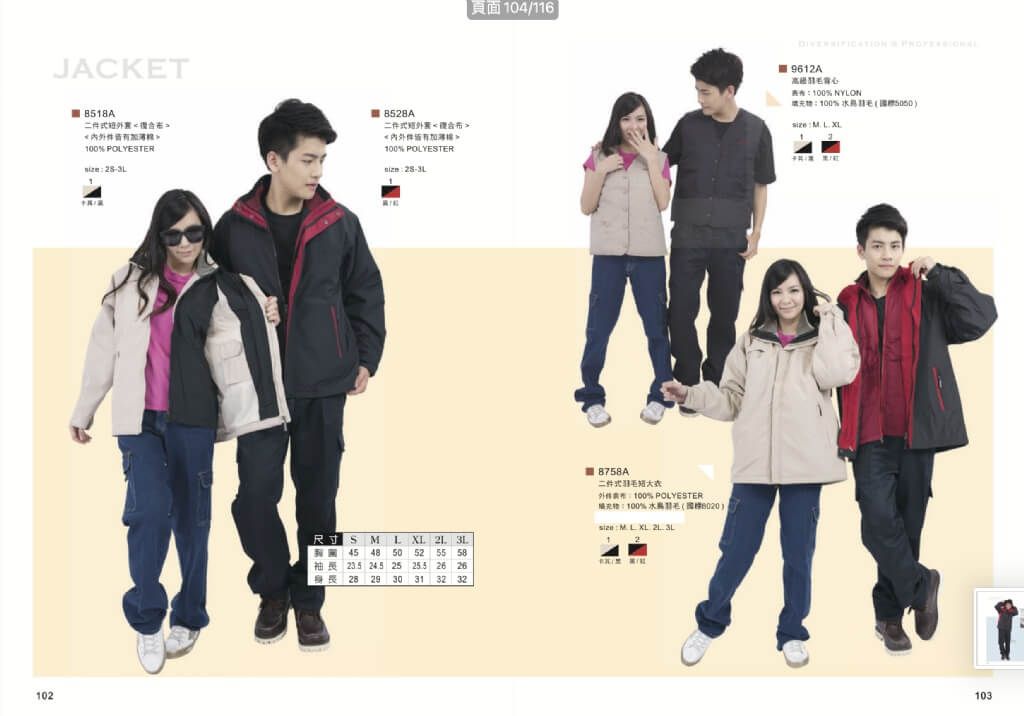 頁面 104/116
JACKET
8518A
二件式短外套<復合布>
<內外件皆有加薄棉>
100% POLYESTER
size : 2S-3L
1
卡其/黑
8528A
二件式短外套<復合布>
<內外件皆有加薄棉>
100% POLYESTER
size : 2S-3L
1
黑/紅
尺寸 S M L XL 2L 3L
胸圍 45 48 50 52 55 58
袖長 23.5 24.5 25 25.5 26 26
身長 28 29 30 31 32 32
102
DIVERSIFICATION & PROFESSIONAL
9612A
高級羽毛背心
表布：100% NYLON
填充物：100% 水鳥羽毛 ( 國標5050 )
size : M. L. XL
1 2
卡其/黑 黑/紅
8758A
二件式羽毛短大衣
外件表布：100% POLYESTER
填充物：100% 水鳥羽毛 ( 國標8020 )
size : M. L. XL. 2L. 3L
1 2
卡其/黑 黑/紅
103